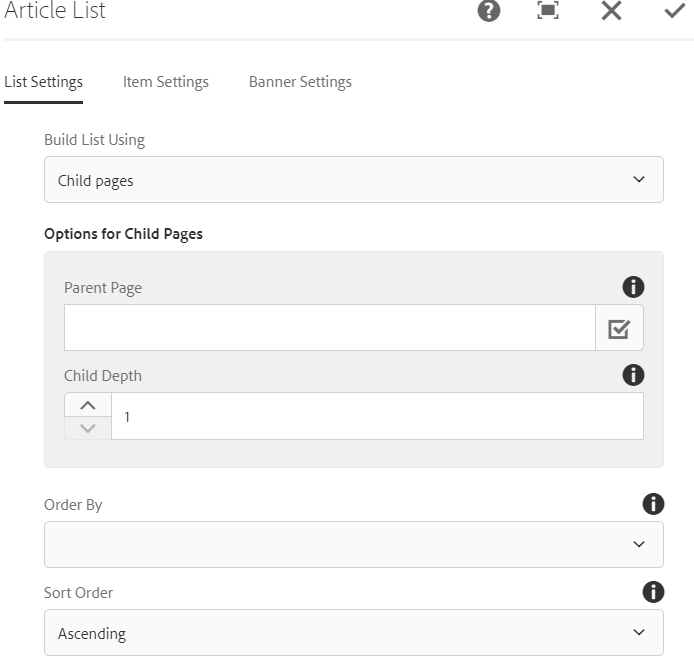 Article List
List Settings Item Settings Banner Settings
Build List Using
Child pages
Options for Child Pages
Parent Page
Child Depth
1
Order By
Sort Order
Ascending